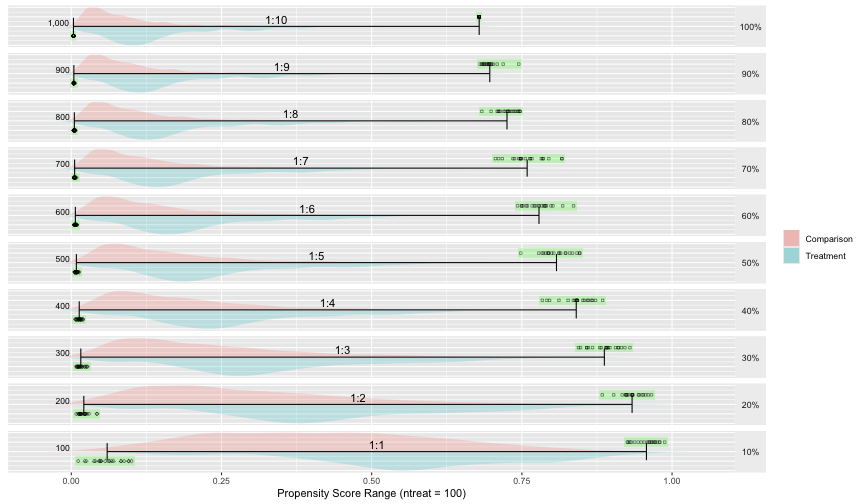 1,000 1:10 100%
900 1:9 90%
800 1:8 80%
700 1:7 70%
600 1:6 60%
500 1:5 50%
400 1:4 40%
300 1:3 30%
200 1:2 20%
100 1:1 10%
0.00 0.25 0.50 0.75 1.00
Propensity Score Range (ntreat = 100)
Comparison
Treatment